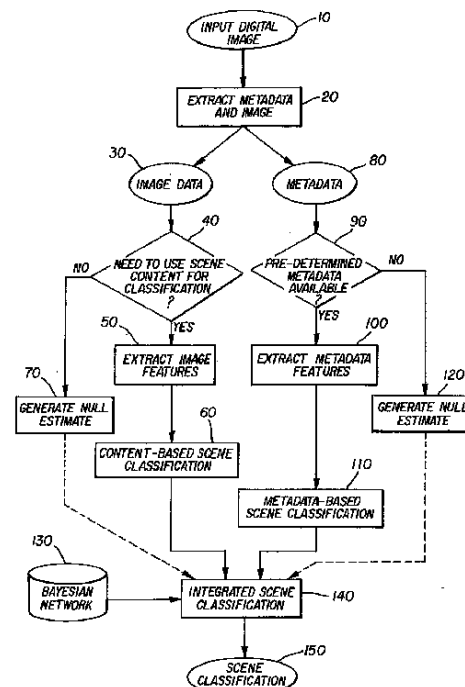 10
INPUT DIGITAL
IMAGE
20
EXTRACT METADATA
AND IMAGE
30
IMAGE DATA
80
METADATA
40
NEED TO USE SCENE
CONTENT FOR
CLASSIFICATION
?
NO
YES
90
PRE-DETERMINED
METADATA
AVAILABLE
?
NO
YES
50
EXTRACT IMAGE
FEATURES
100
EXTRACT METADATA
FEATURES
70
GENERATE NULL
ESTIMATE
120
GENERATE NULL
ESTIMATE
60
CONTENT-BASED SCENE
CLASSIFICATION
110
METADATA-BASED
SCENE CLASSIFICATION
130
BAYESIAN
NETWORK
INTEGRATED SCENE
CLASSIFICATION
140
150
SCENE
CLASSIFICATION